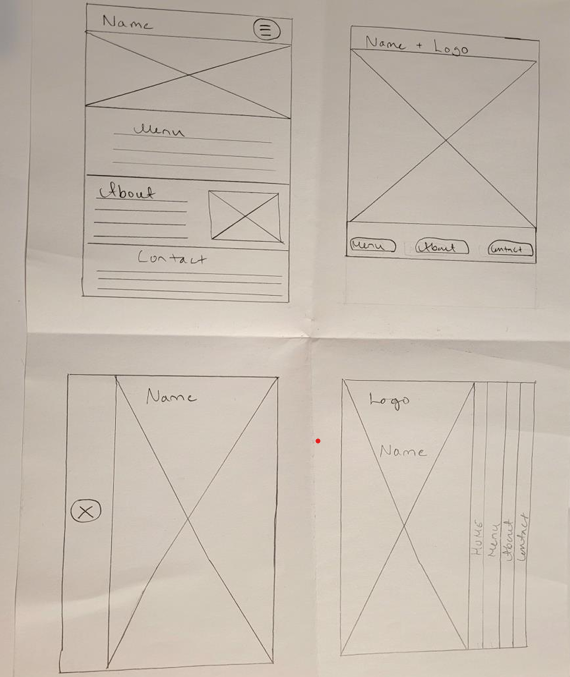 Name
Menu
About
Contact
Name + Logo
Menu About Contact
X
Name
Logo
Name
HOME
Menu
About
Contact